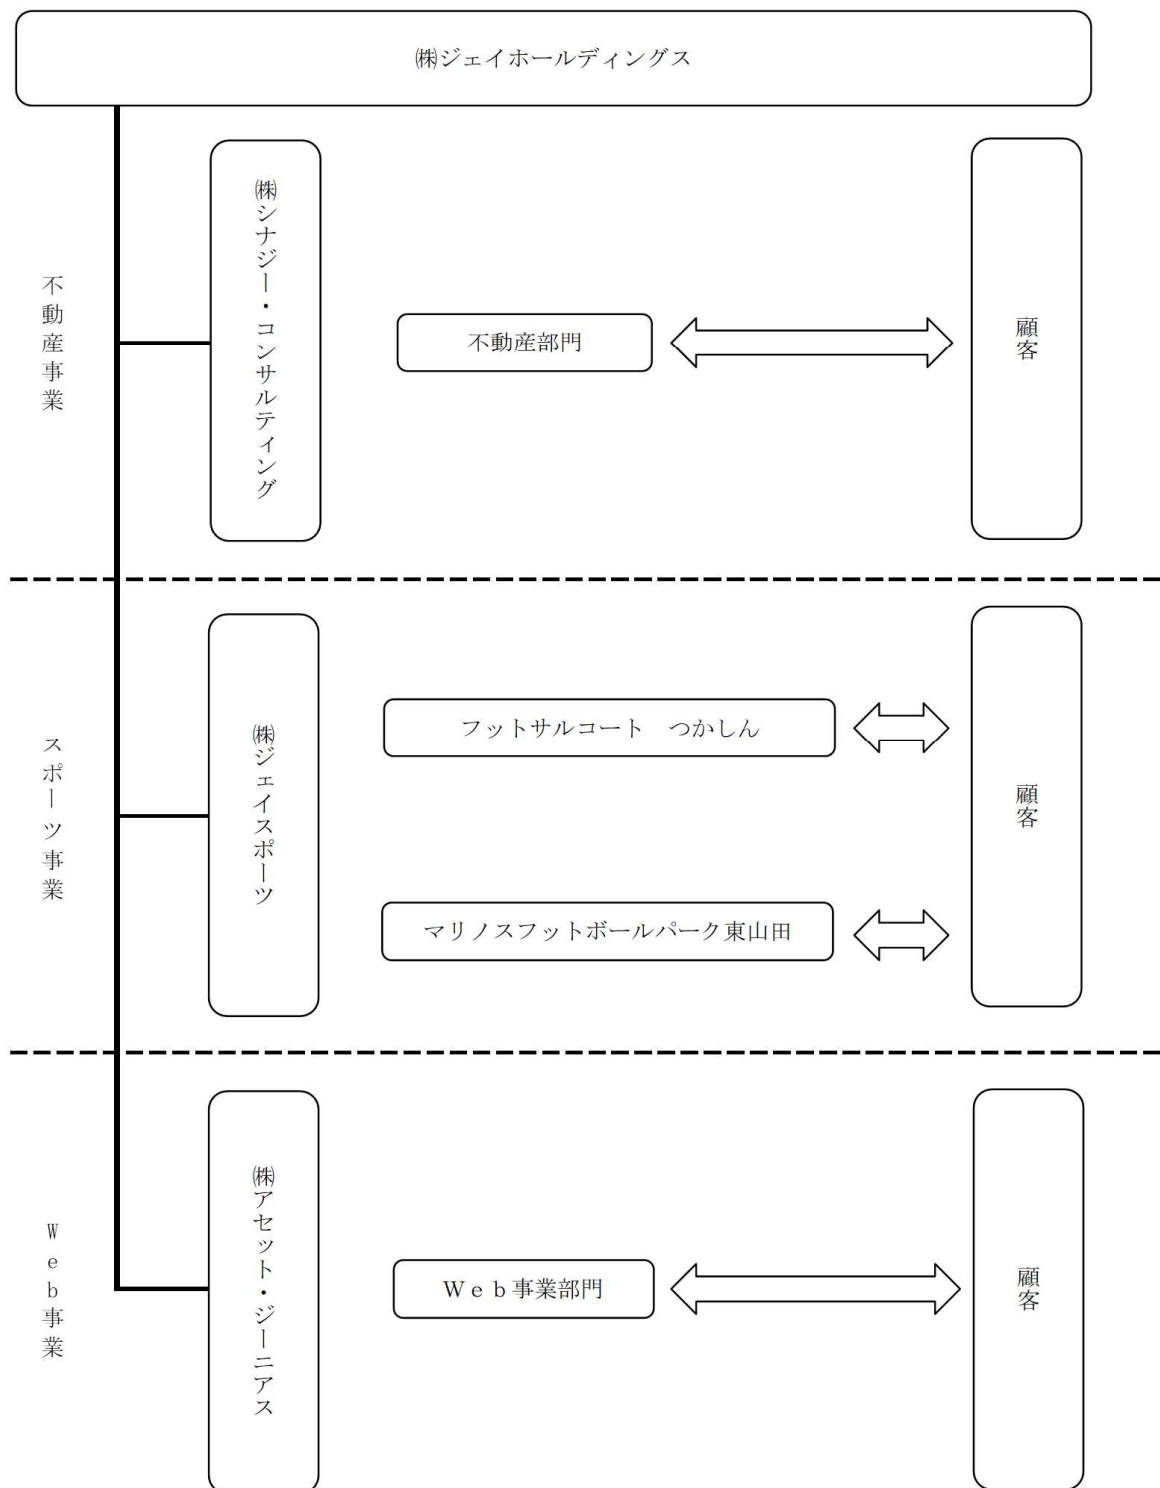 ㈱ジェイホールディングス
不動産事業
㈱シナジー・コンサルティング
不動産部門
顧客
スポーツ事業
㈱ジェイスポーツ
フットサルコート　つかしん
マリノスフットボールパーク東山田
顧客
Ｗｅｂ事業
㈱アセット・ジーニアス
Ｗｅｂ事業部門
顧客